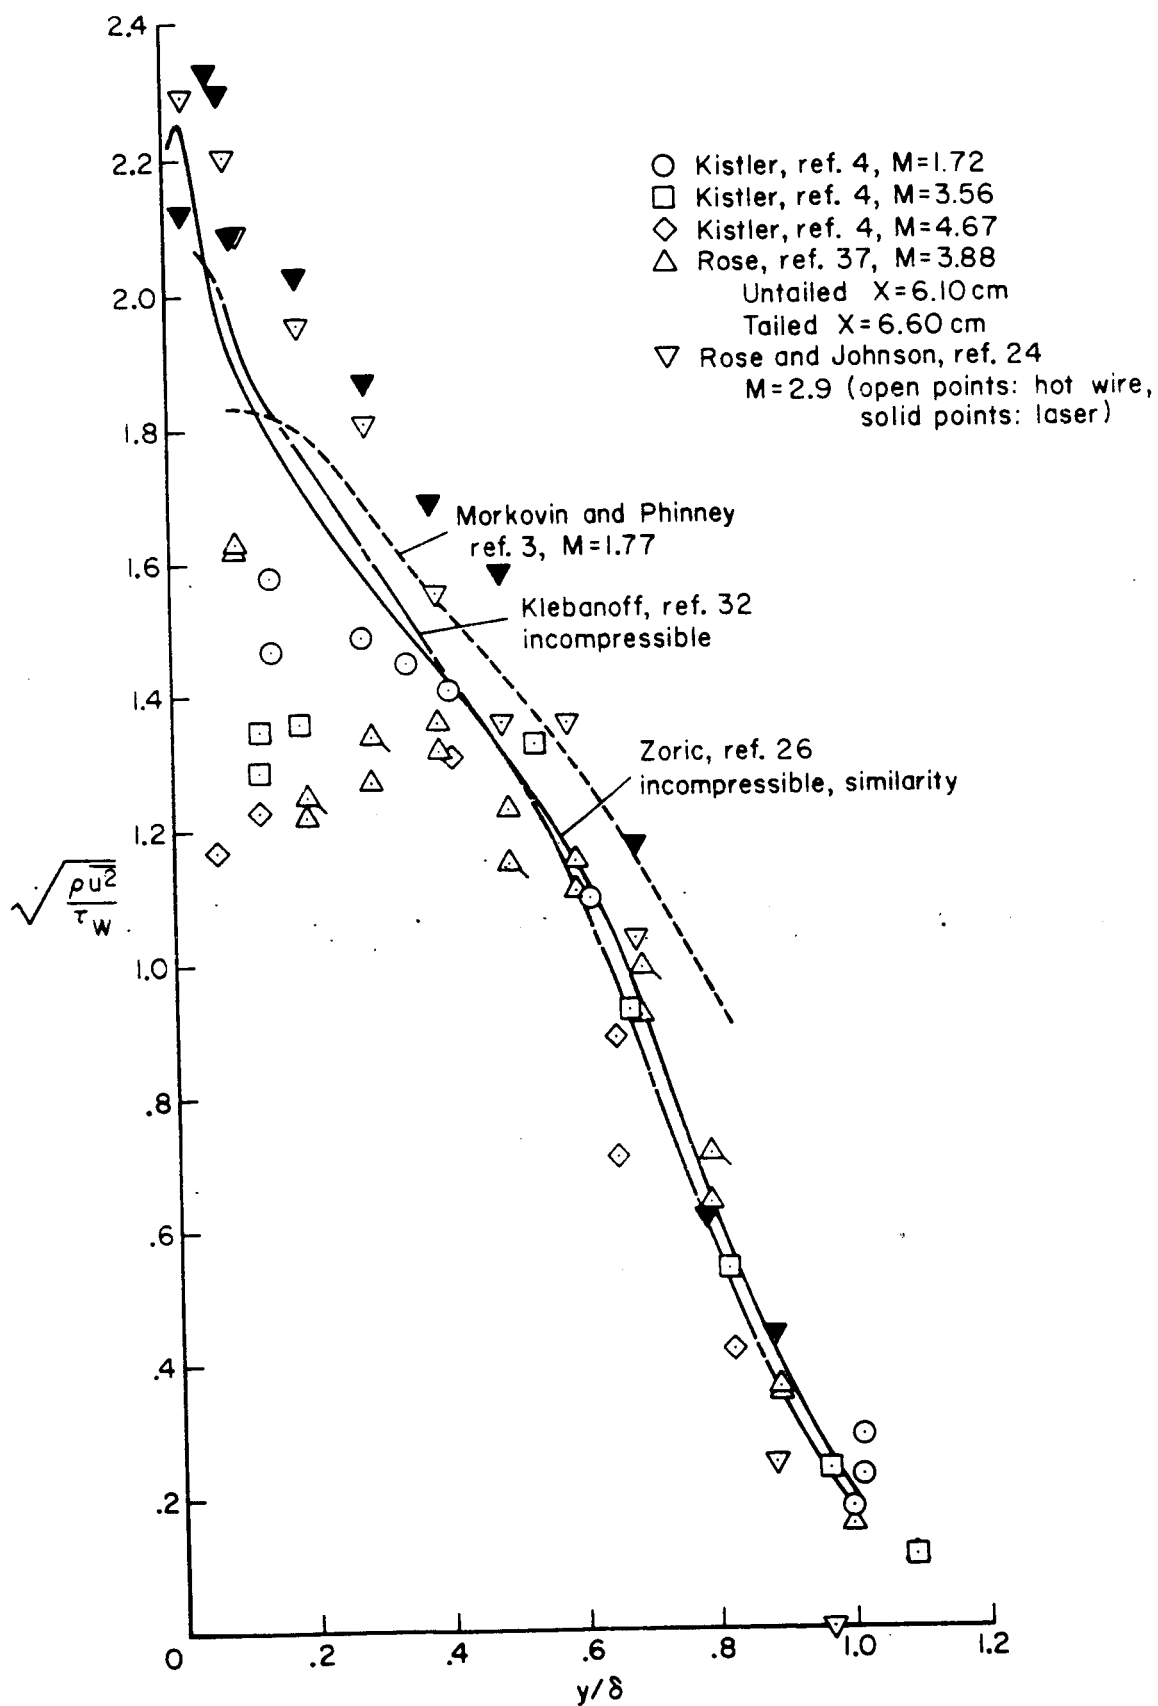 2.4
2.2
2.0
1.8
1.6
1.4
1.2
1.0
.8
.6
.4
.2
0
.2
.4
.6
.8
1.0
1.2
√ρu²/τw
y/δ
Kistler, ref. 4, M=1.72
Kistler, ref. 4, M=3.56
Kistler, ref. 4, M=4.67
Rose, ref. 37, M=3.88
Untailed X=6.10cm
Tailed X=6.60cm
Rose and Johnson, ref. 24
M=2.9 (open points: hot wire,
solid points: laser)
Morkovin and Phinney
ref. 3, M=1.77
Klebanoff, ref. 32
incompressible
Zoric, ref. 26
incompressible, similarity